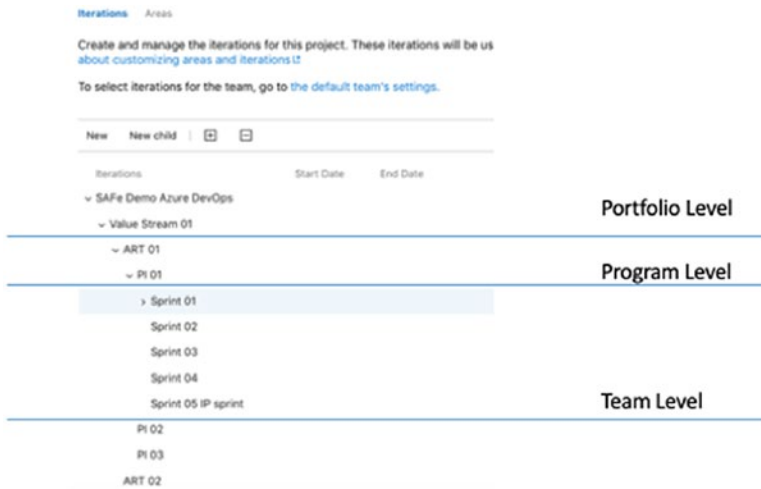 Iterations Areas
Create and manage the iterations for this project. These iterations will be us
about customizing areas and iterations
To select iterations for the team, go to the default team's settings.
New New child
Iterations Start Date End Date
SAFe Demo Azure DevOps
Portfolio Level
Value Stream 01
ART 01
PI 01
Program Level
Sprint 01
Sprint 02
Sprint 03
Sprint 04
Sprint 05 IP sprint
Team Level
PI 02
PI 03
ART 02